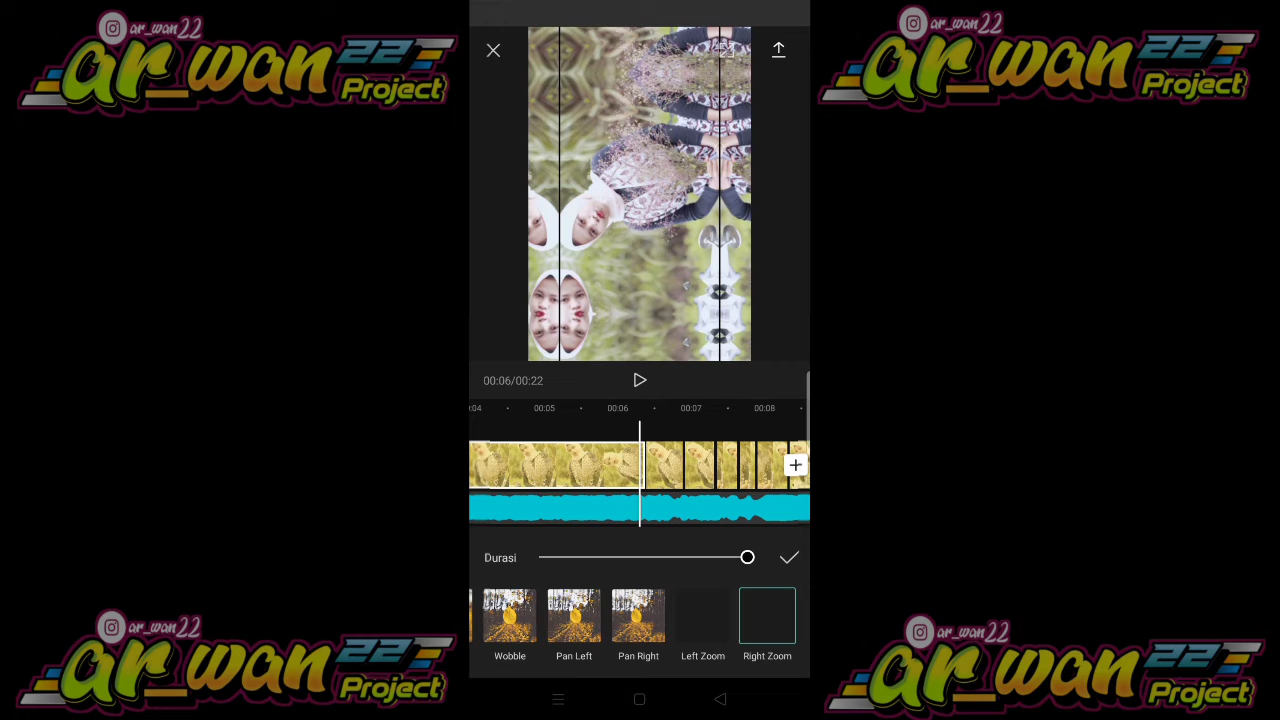 ar_wan22
ar_wan 22
Project
ar_wan22
ar_wan 22
Project
00:06/00:22
:04 00:05 00:06 00:07 00:08
Durasi
Wobble Pan Left Pan Right Left Zoom Right Zoom
ar_wan22
ar_wan 22
Project
ar_wan22
ar_wan 22
Project